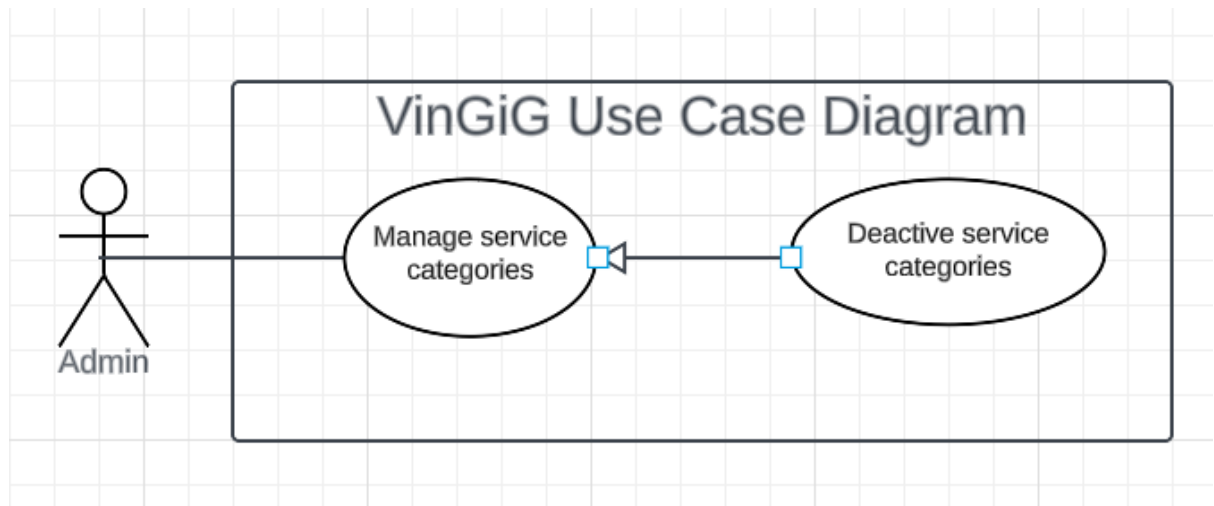 VinGiG Use Case Diagram
Manage service
categories
Deactive service
categories
Admin